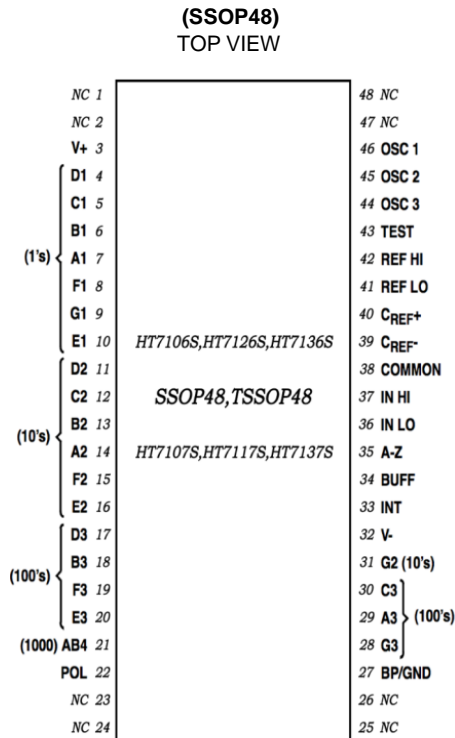 (SSOP48)
TOP VIEW
NC 1
NC 2
V+ 3
D1 4
C1 5
B1 6
(1's) A1 7
F1 8
G1 9
E1 10
D2 11
C2 12
B2 13
(10's)
A2 14
F2 15
E2 16
D3 17
B3 18
(100's)
F3 19
E3 20
(1000) AB4 21
POL 22
NC 23
NC 24
HT7106S,HT7126S,HT7136S
SSOP48,TSSOP48
HT7107S,HT7117S,HT7137S
48 NC
47 NC
46 OSC 1
45 OSC 2
44 OSC 3
43 TEST
42 REF HI
41 REF LO
40 CREF+
39 CREF-
38 COMMON
37 IN HI
36 IN LO
35 A-Z
34 BUFF
33 INT
32 V-
31 G2 (10's)
30 C3
29 A3 (100's)
28 G3
27 BP/GND
26 NC
25 NC